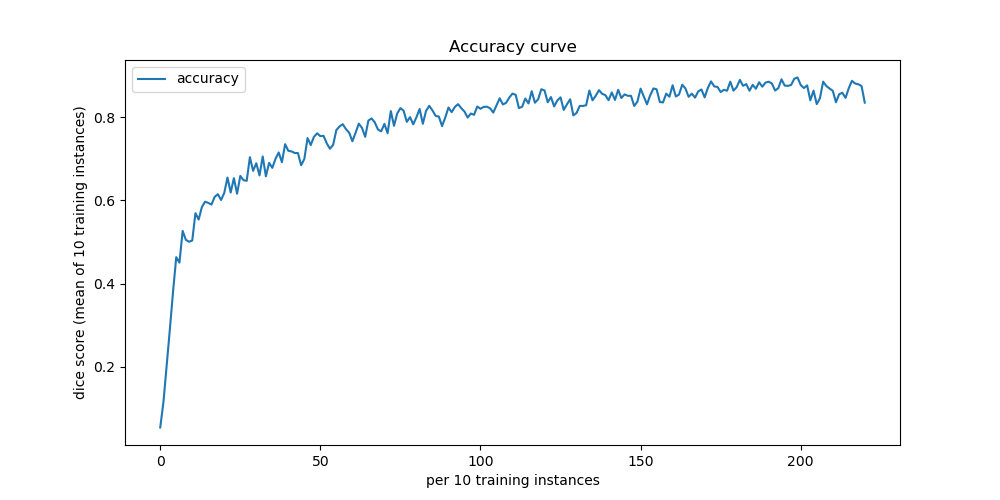 Accuracy curve
accuracy
dice score (mean of 10 training instances)
0.8
0.6
0.4
0.2
0 50 100 150 200
per 10 training instances